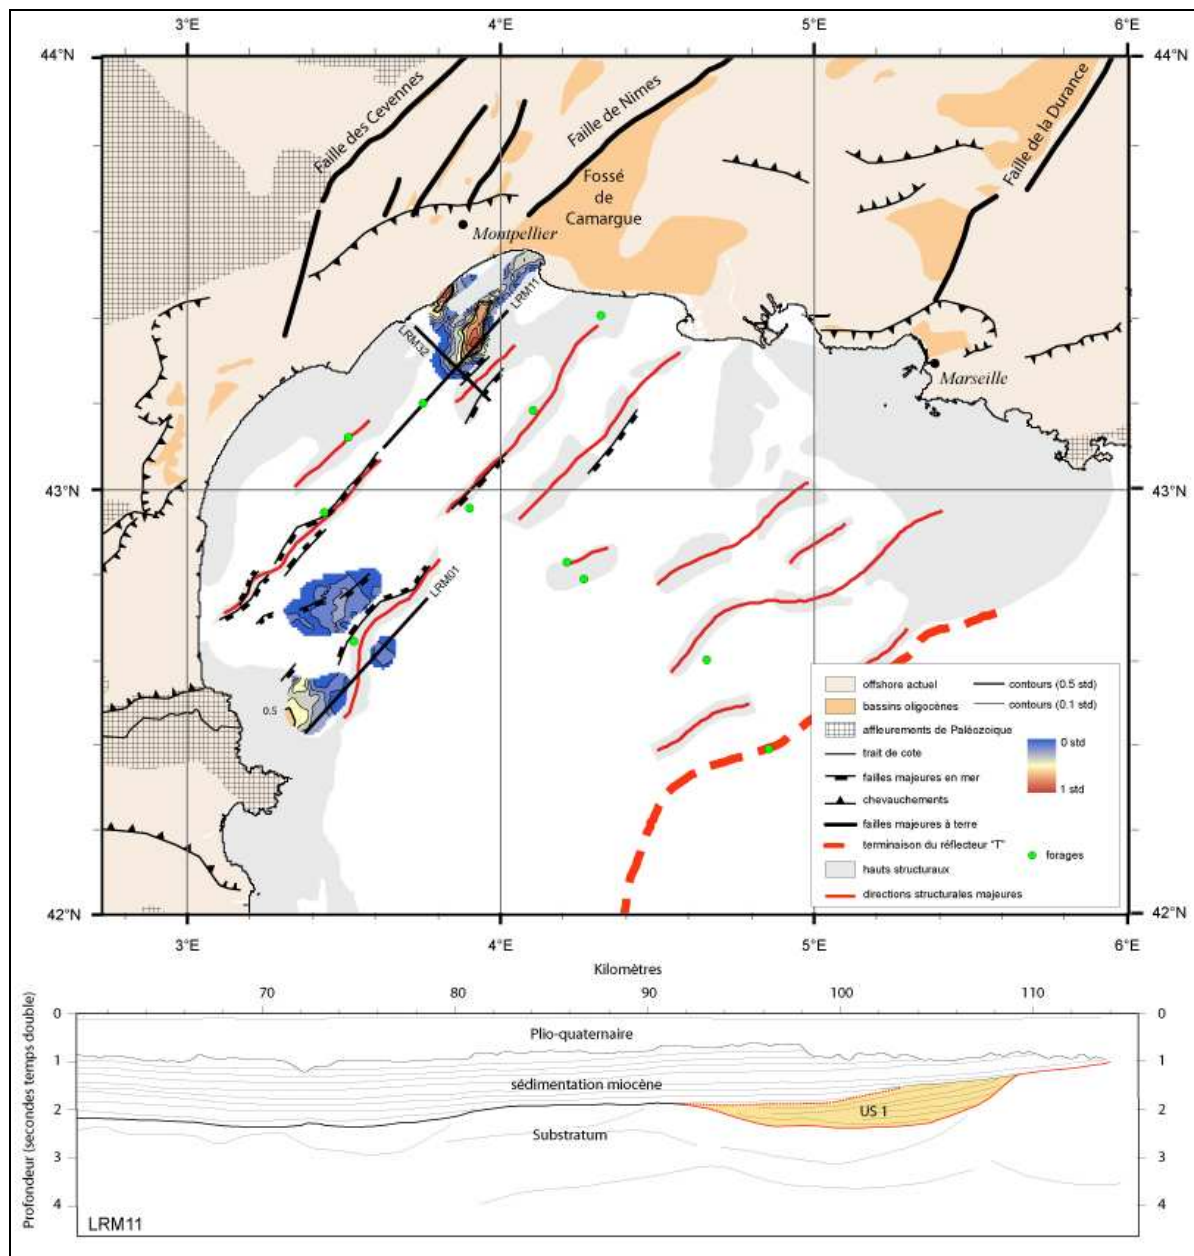 3°E 4°E 5°E 6°E
44°N 44°N
Faille des Cevennes
Faille de Nimes
Faille de la Durance
Fossé
de
Camargue
Montpellier
LRM11
LRM32
Marseille
43°N 43°N
LRM01
0.5
offshore actuel
contours (0.5 std)
bassins oligocènes
contours (0.1 std)
affleurements de Paléozoique
trait de cote
0 std
failles majeures en mer
1 std
chevauchements
failles majeures à terre
terminaison du réflecteur "T"
forages
hauts structuraux
directions structurales majeures
42°N 42°N
3°E 4°E 5°E 6°E
Kilomètres
70 80 90 100 110
Profondeur (secondes temps double)
0 0
Plio-quaternaire
1 1
sédimentation miocène
US 1
2 2
Substratum
3 3
4 4
LRM11